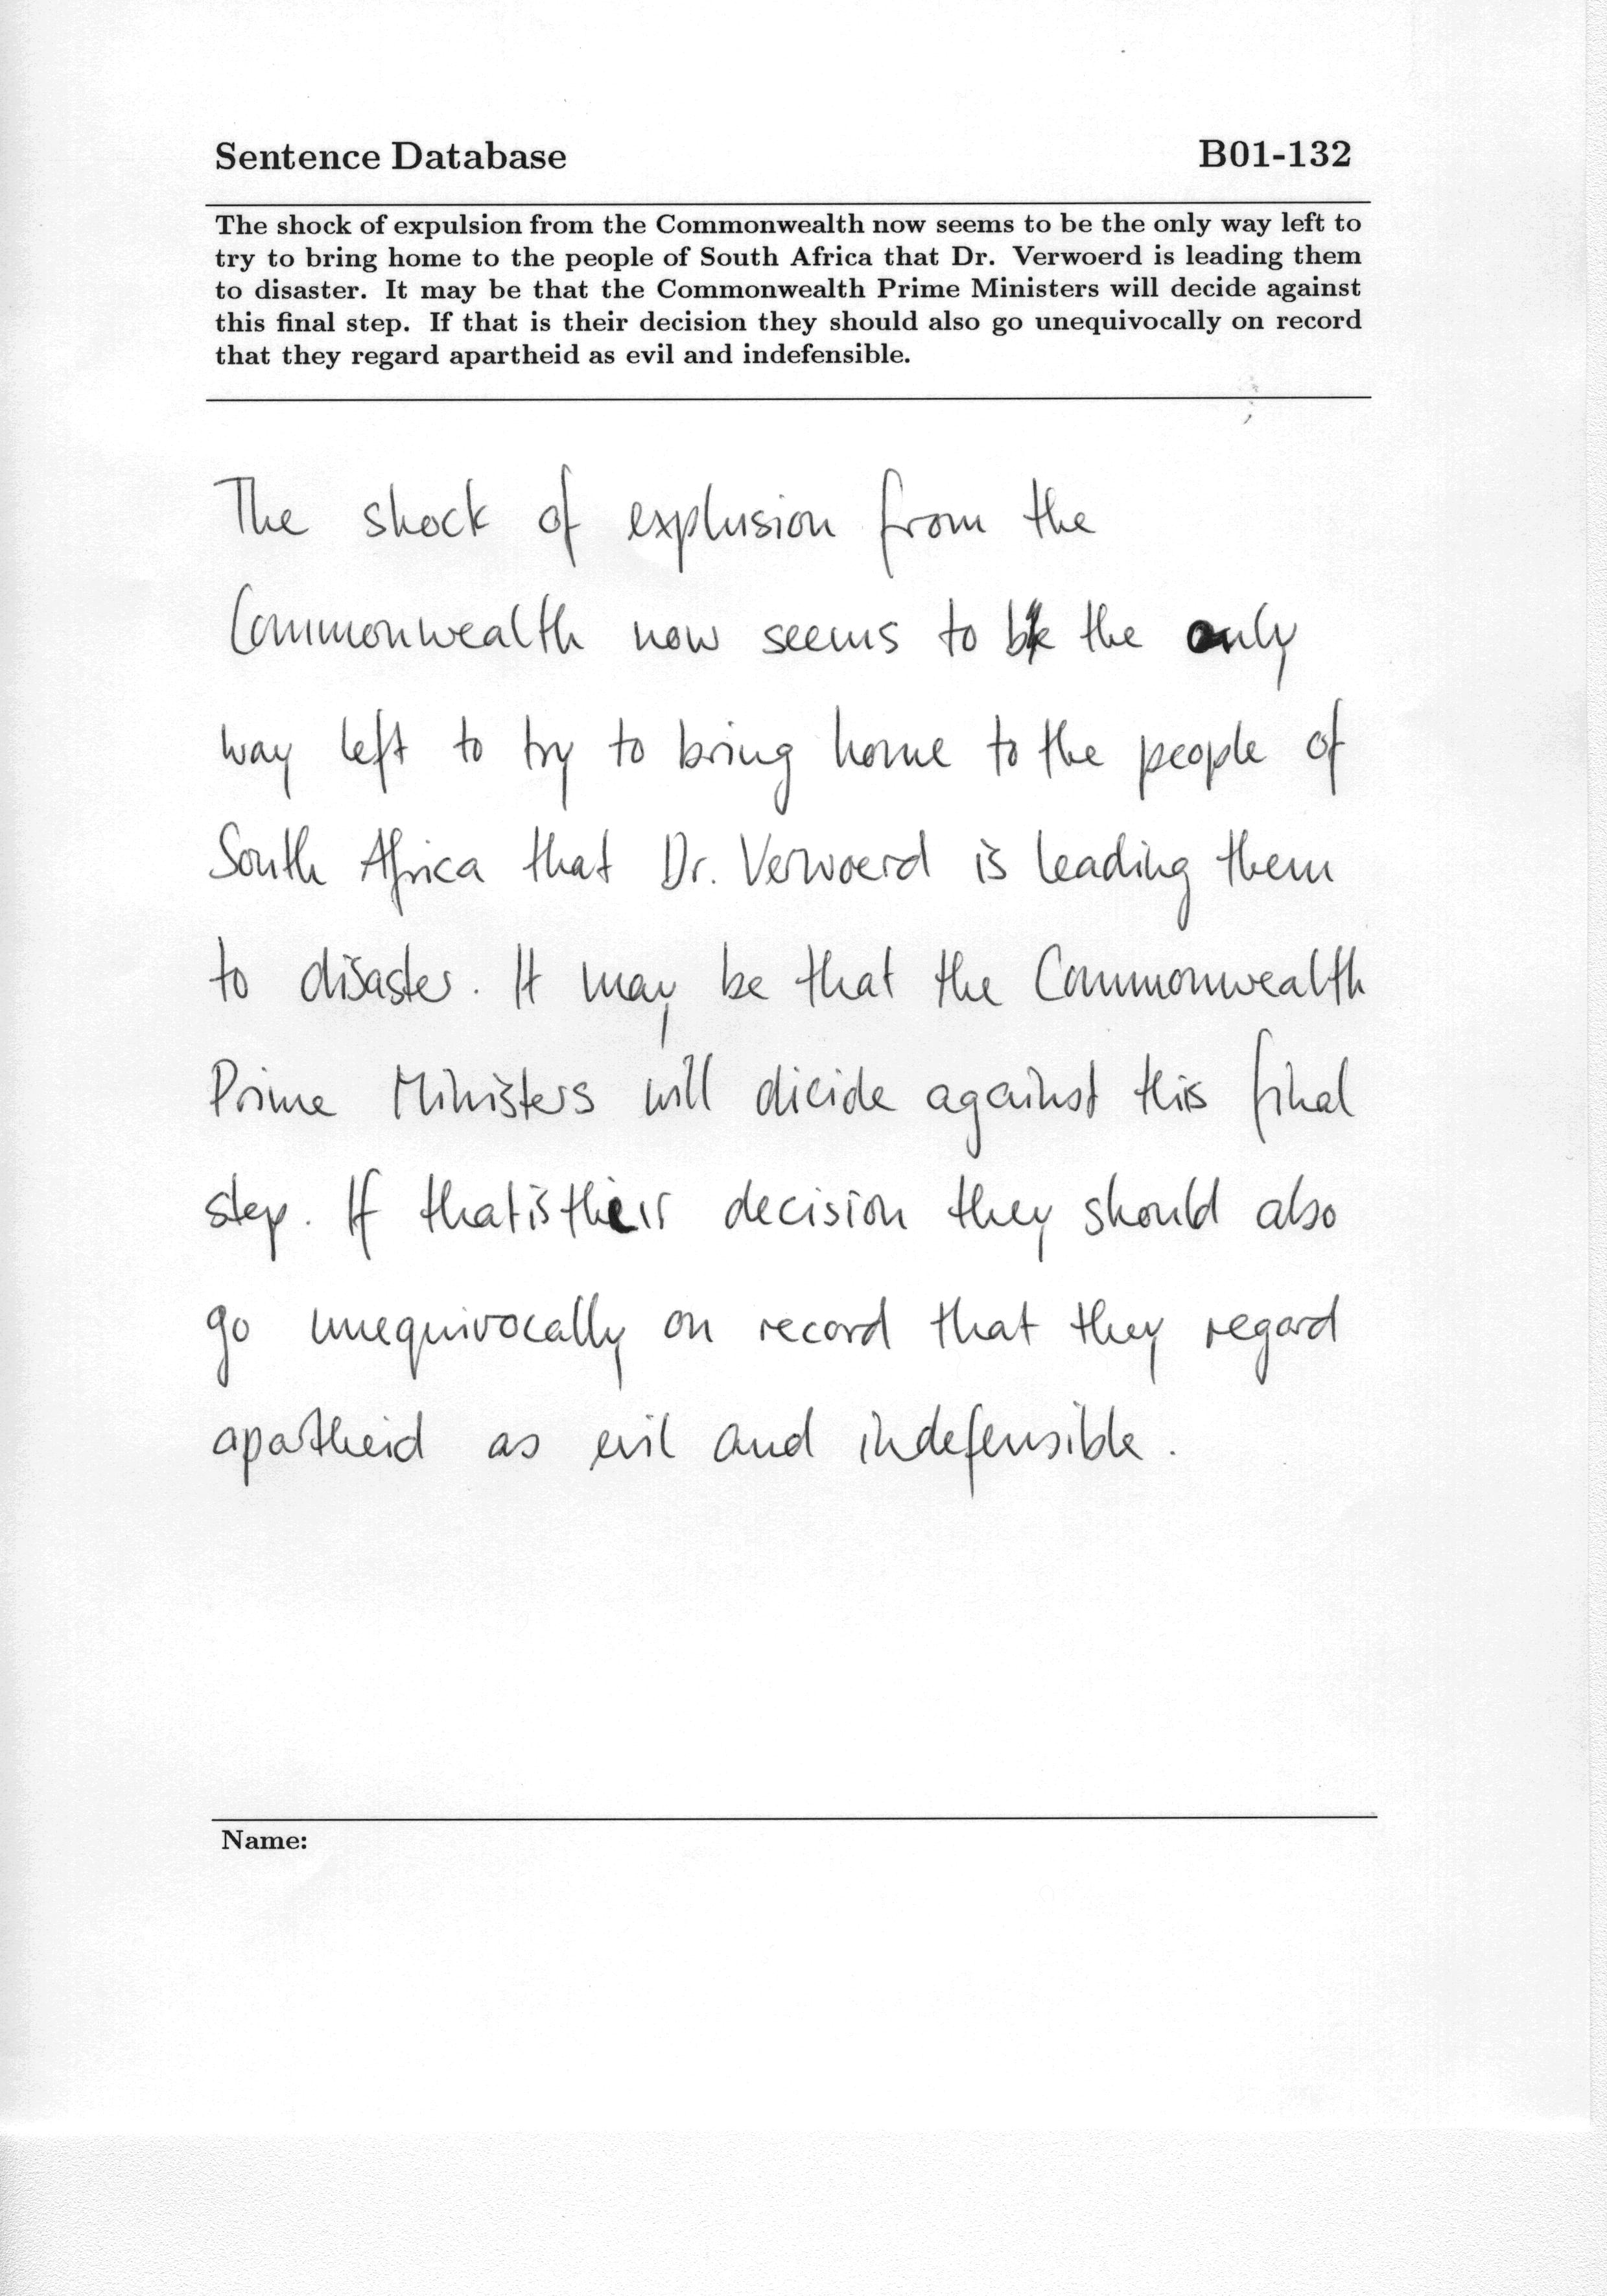 Sentence Database B01-132
The shock of expulsion from the Commonwealth now seems to be the only way left to
try to bring home to the people of South Africa that Dr. Verwoerd is leading them
to disaster. It may be that the Commonwealth Prime Ministers will decide against
this final step. If that is their decision they should also go unequivocally on record
that they regard apartheid as evil and indefensible.
The shock of explusion from the
Commonwealth now seems to be the only
way left to try to bring home to the people of
South Africa that Dr. Verwoerd is leading them
to disaster. It may be that the Commonwealth
Prime Ministers will dicide against this final
step. If that is their decision they should also
go unequivocally on record that they regard
apartheid as evil and indefensible.
Name: